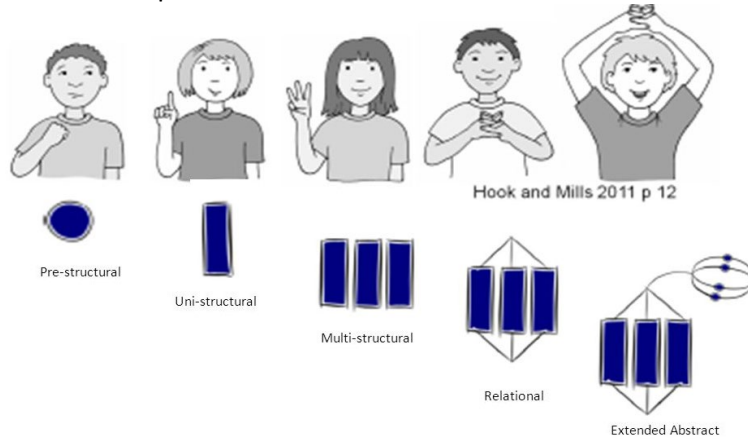 Hook and Mills 2011 p 12
Pre-structural
Uni-structural
Multi-structural
Relational
Extended Abstract